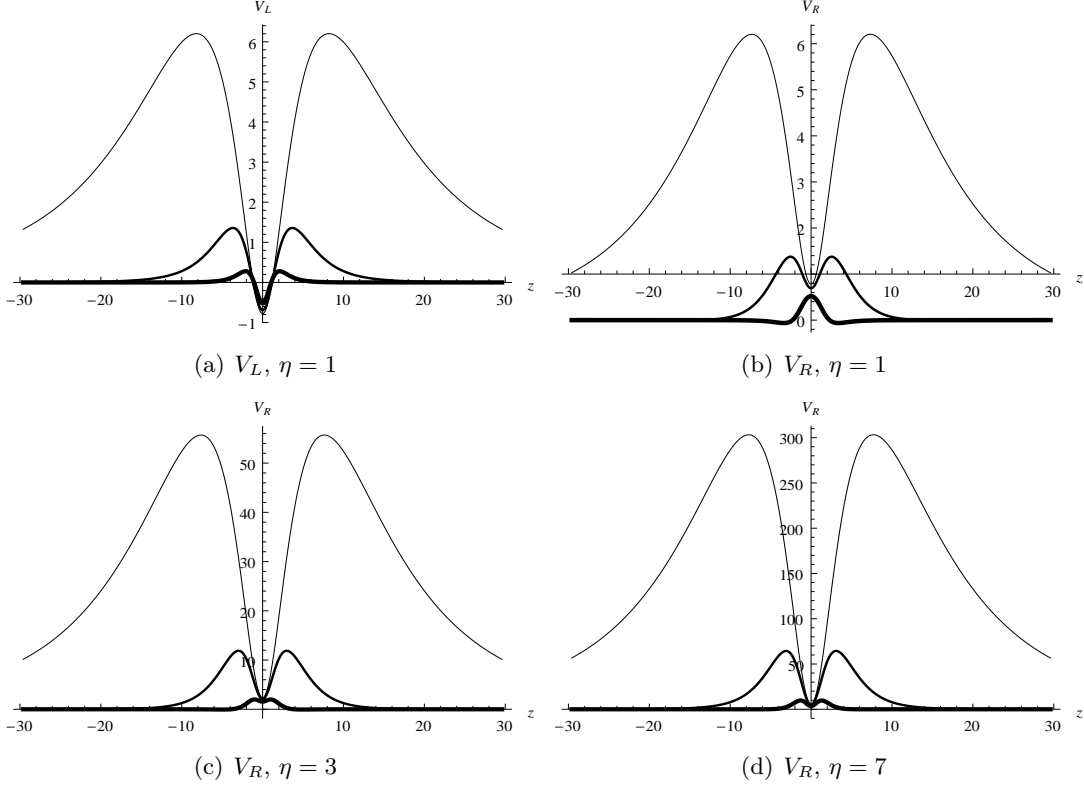 V_L
6
5
4
3
2
1
−30 −20 −10 10 20 30 z
−1
(a) V_L, η = 1
V_R
6
5
4
3
2
−30 −20 −10 10 20 30 z
0
(b) V_R, η = 1
V_R
50
40
30
20
10
−30 −20 −10 10 20 30 z
(c) V_R, η = 3
V_R
300
250
200
150
100
50
−30 −20 −10 10 20 30 z
(d) V_R, η = 7